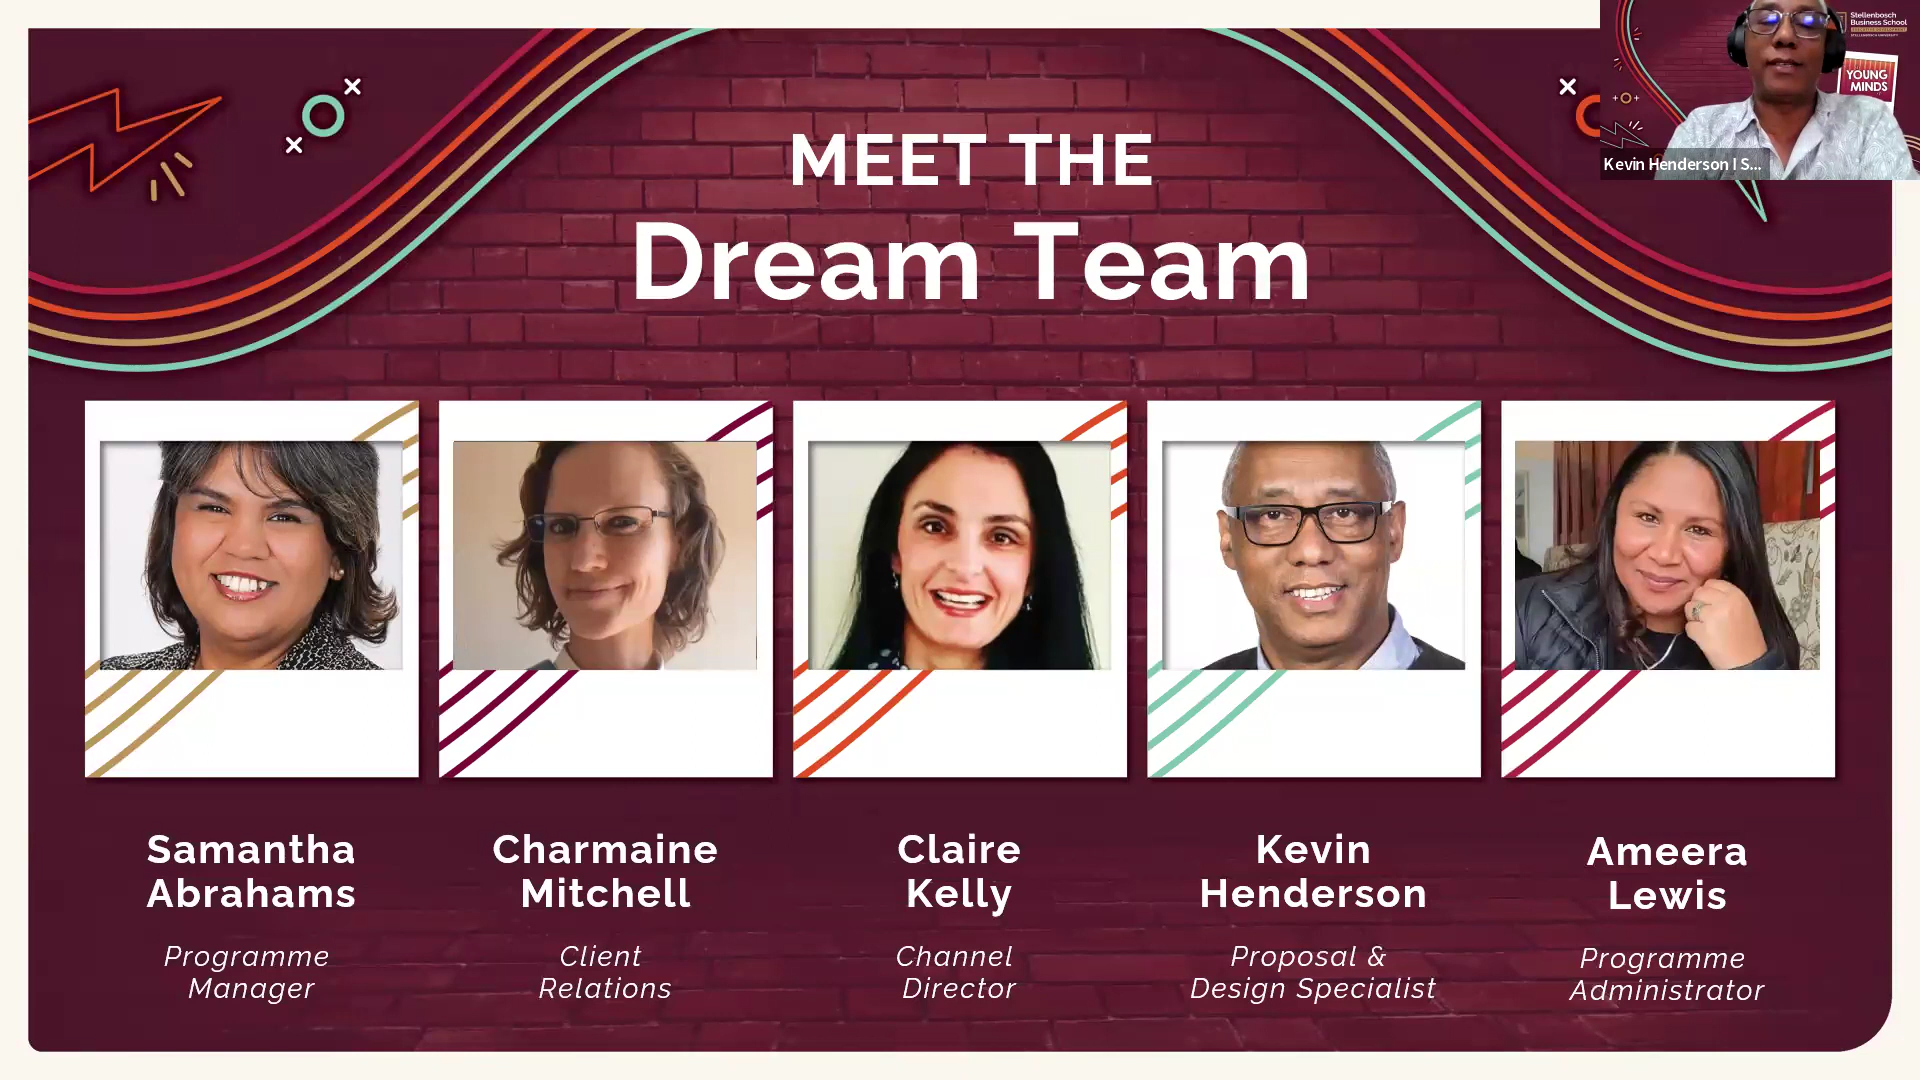 MEET THE
Dream Team
Stellenbosch
Business School
YOUNG
MINDS
Kevin Henderson I S...
Samantha
Abrahams
Programme
Manager
Charmaine
Mitchell
Client
Relations
Claire
Kelly
Channel
Director
Kevin
Henderson
Proposal &
Design Specialist
Ameera
Lewis
Programme
Administrator